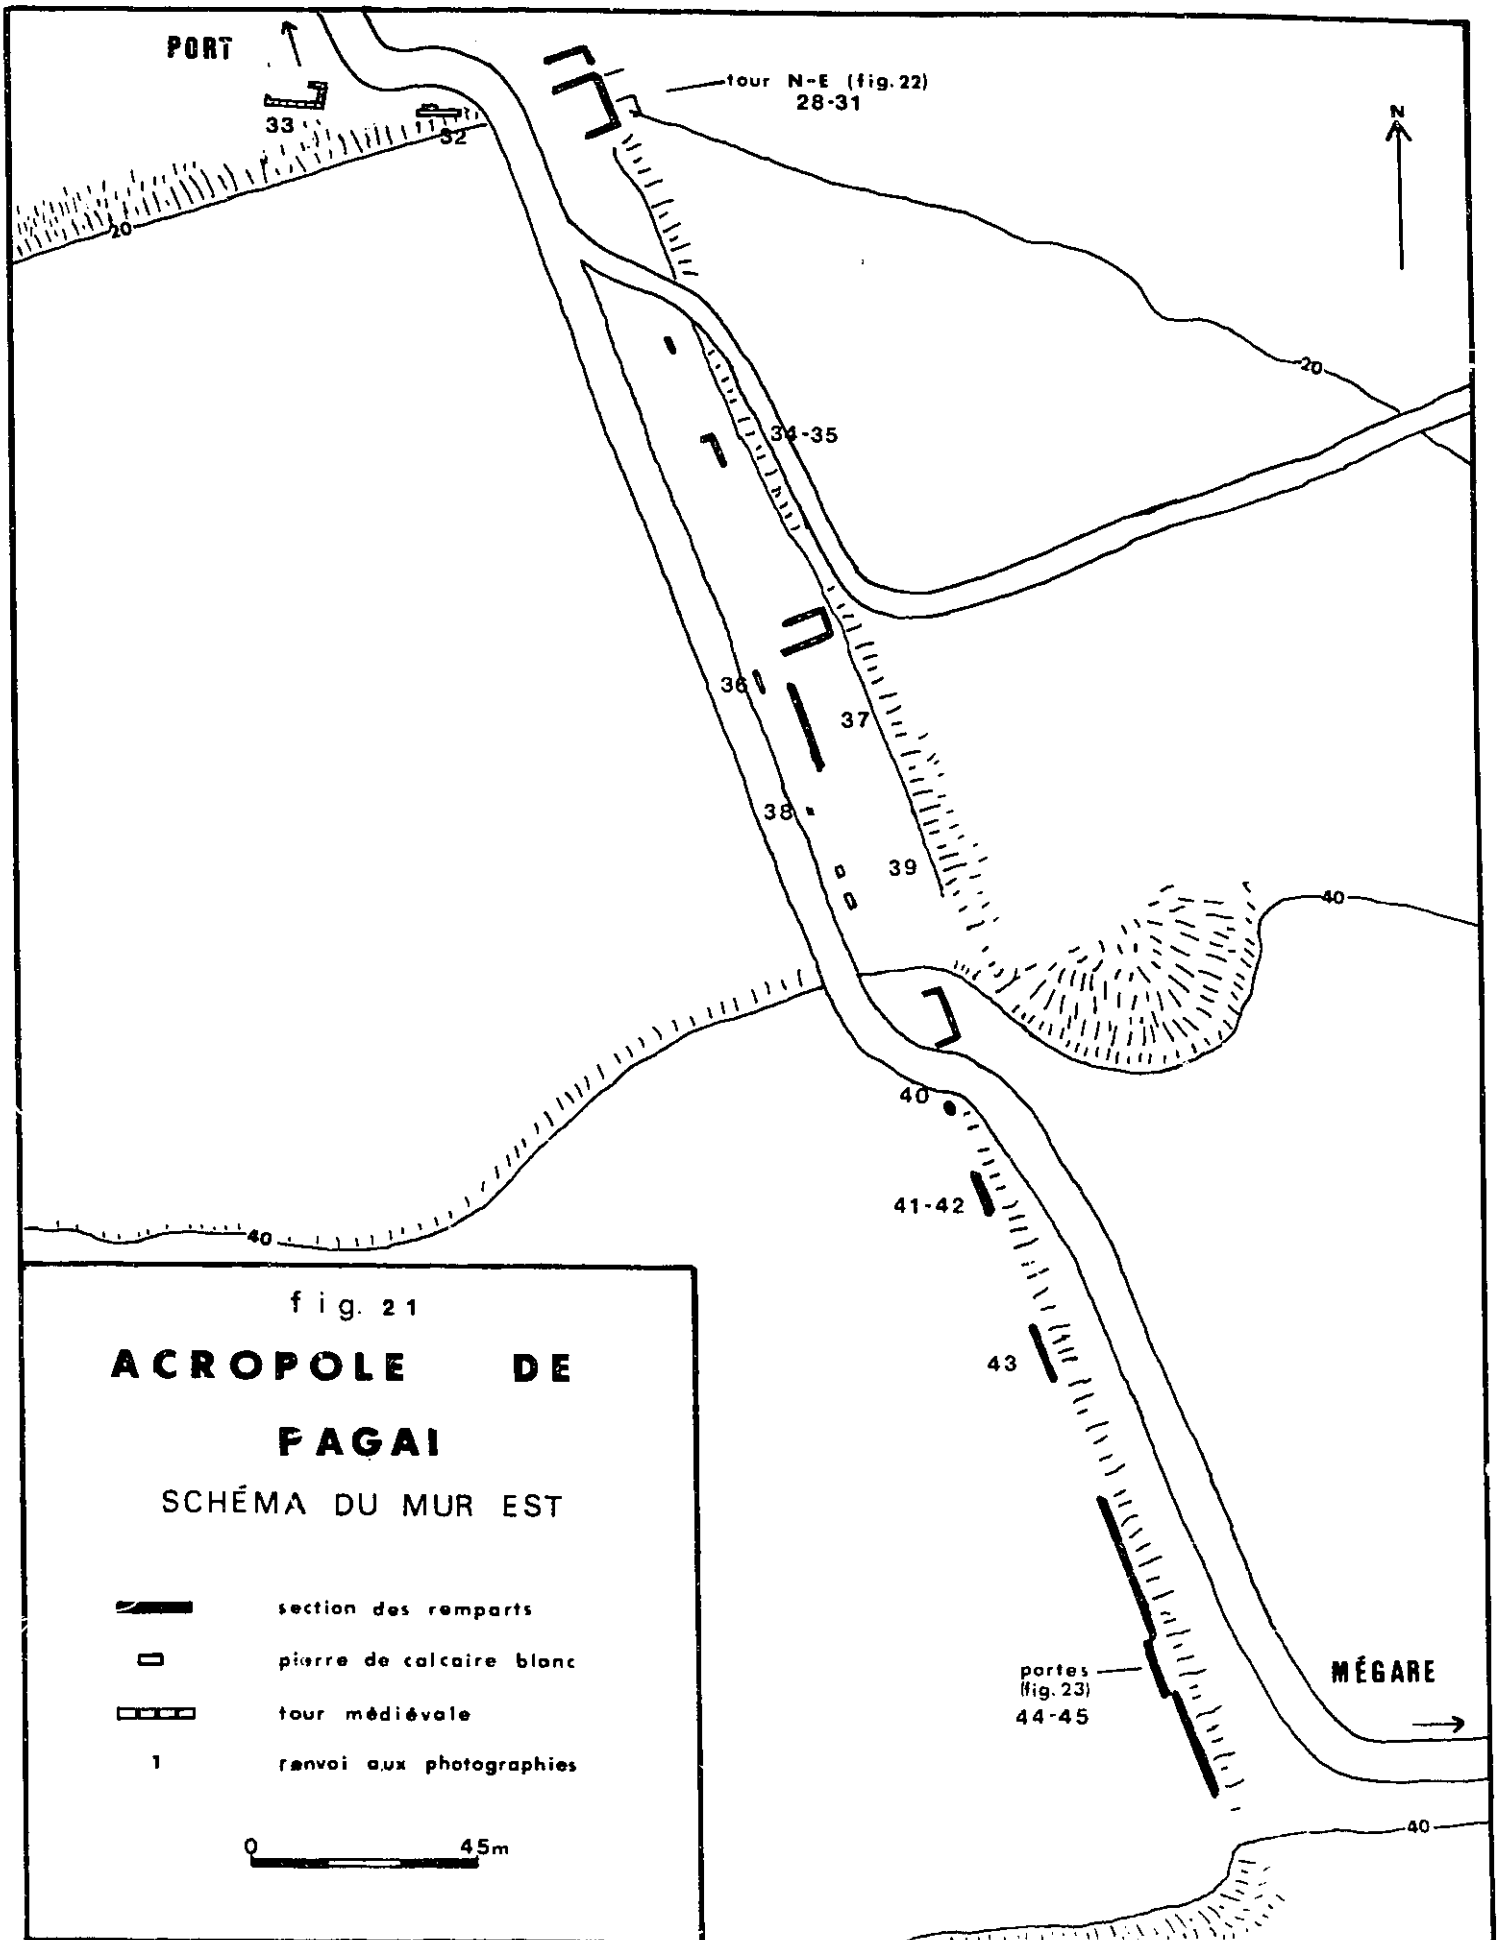 PORT
tour N-E (fig. 22)
28-31
N
33
32
20
20
34-35
36
37
38
39
40
40
41-42
40
43
fig. 21
ACROPOLE DE
PAGAI
SCHÉMA DU MUR EST
section des remparts
pierre de calcaire blanc
tour médiévale
1 renvoi aux photographies
0 45m
portes
(fig. 23)
44-45
MÉGARE
40